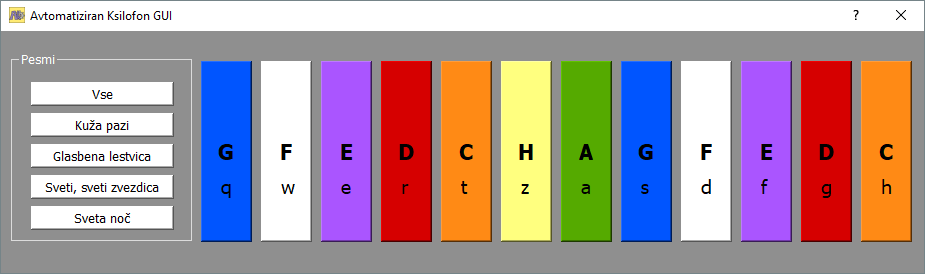 Avtomatiziran Ksilofon GUI
Pesmi
Vse
Kuža pazi
Glasbena lestvica
Sveti, sveti zvezdica
Sveta noč
G F E D C H A G F E D C
q w e r t z a s d f g h